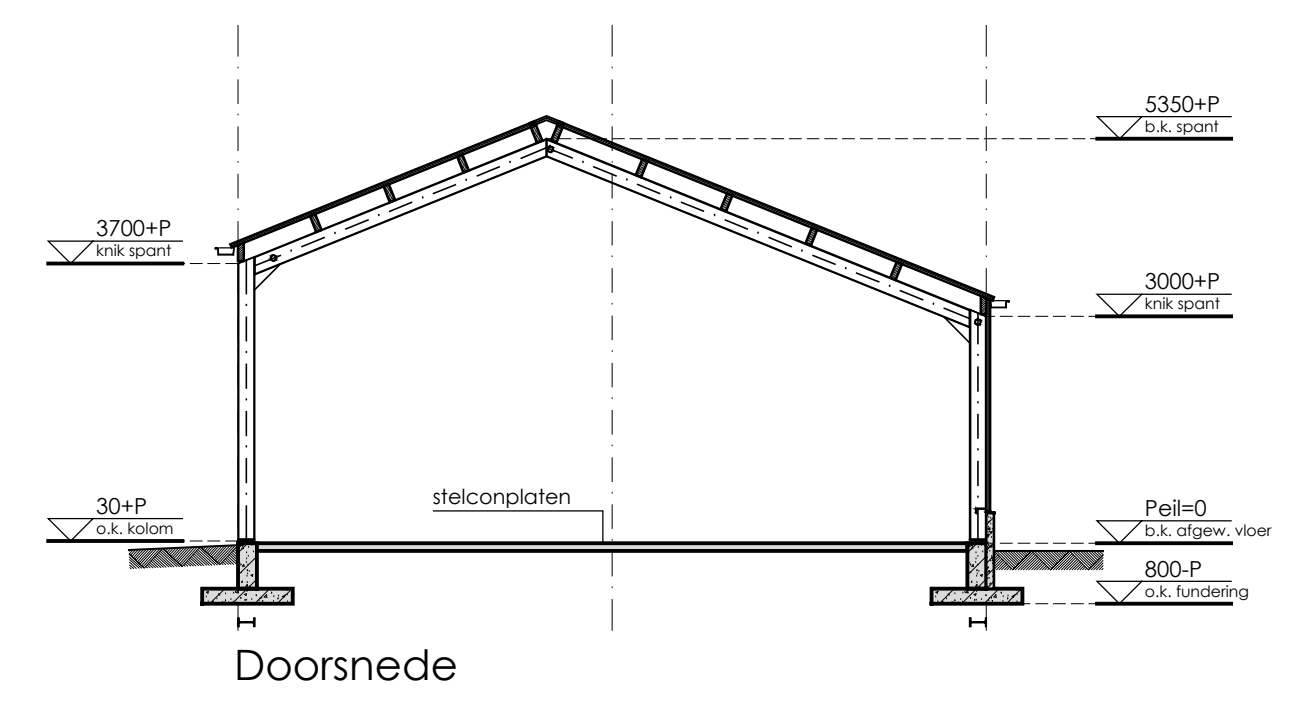 5350+P
b.k. spant
3700+P
knik spant
3000+P
knik spant
stelconplaten
30+P
o.k. kolom
Peil=0
b.k. afgew. vloer
800-P
o.k. fundering
Doorsnede